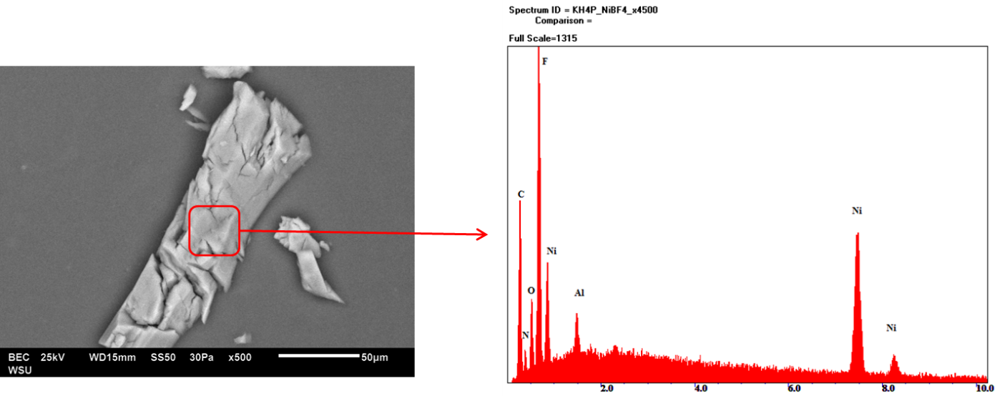 Spectrum ID = KH4P_NiBF4_x4500
Comparison =
Full Scale=1315
F
C
Ni
Ni
O
Al
N
Ni
2.0 4.0 6.0 8.0 10.0
BEC 25kV WD15mm SS50 30Pa x500 50µm
WSU